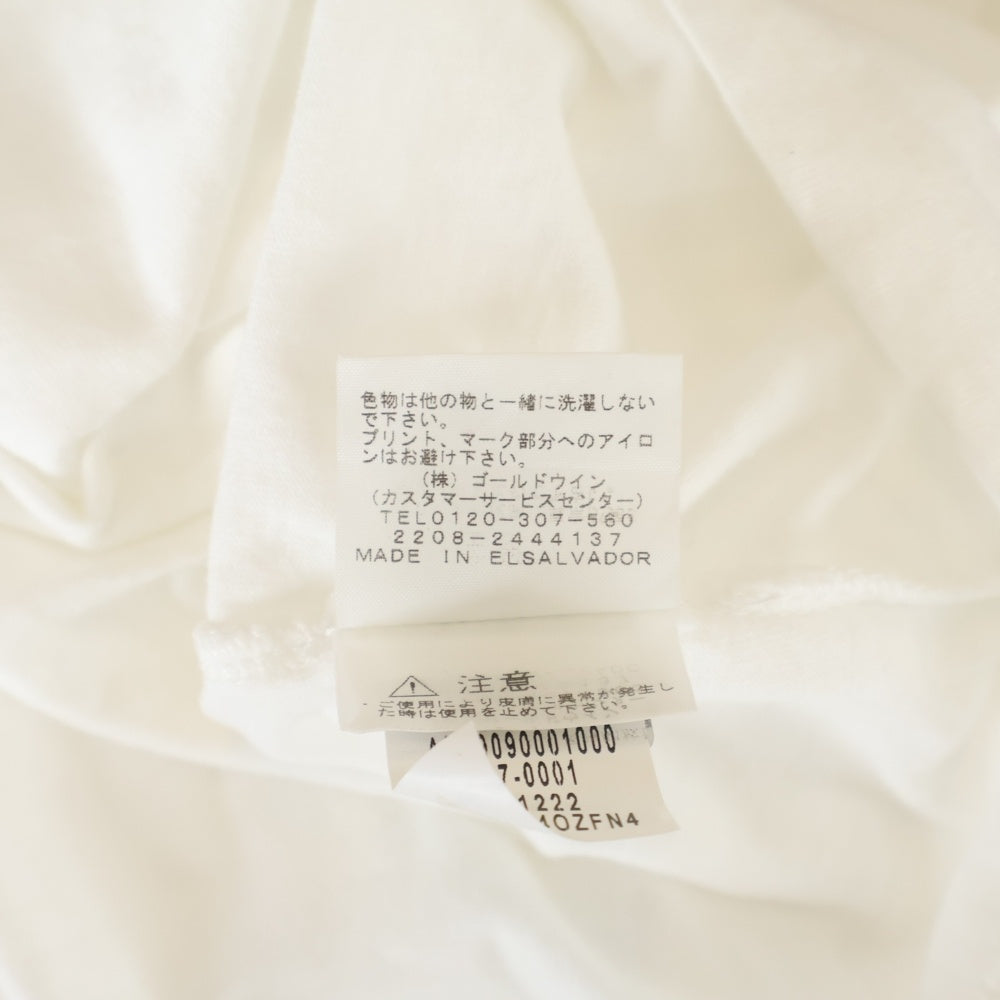 色物は他の物と一緒に洗濯しない
で下さい。
プリント、マーク部分へのアイロ
ンはお避け下さい。
(株)ゴールドウイン
(カスタマーサービスセンター)
TEL0120-307-560
2208-2444137
MADE IN ELSALVADOR
注意
ご使用により皮膚に異常が発生し
た時は使用を止めて下さい。
0090001000
7-0001
1222
10ZFN4